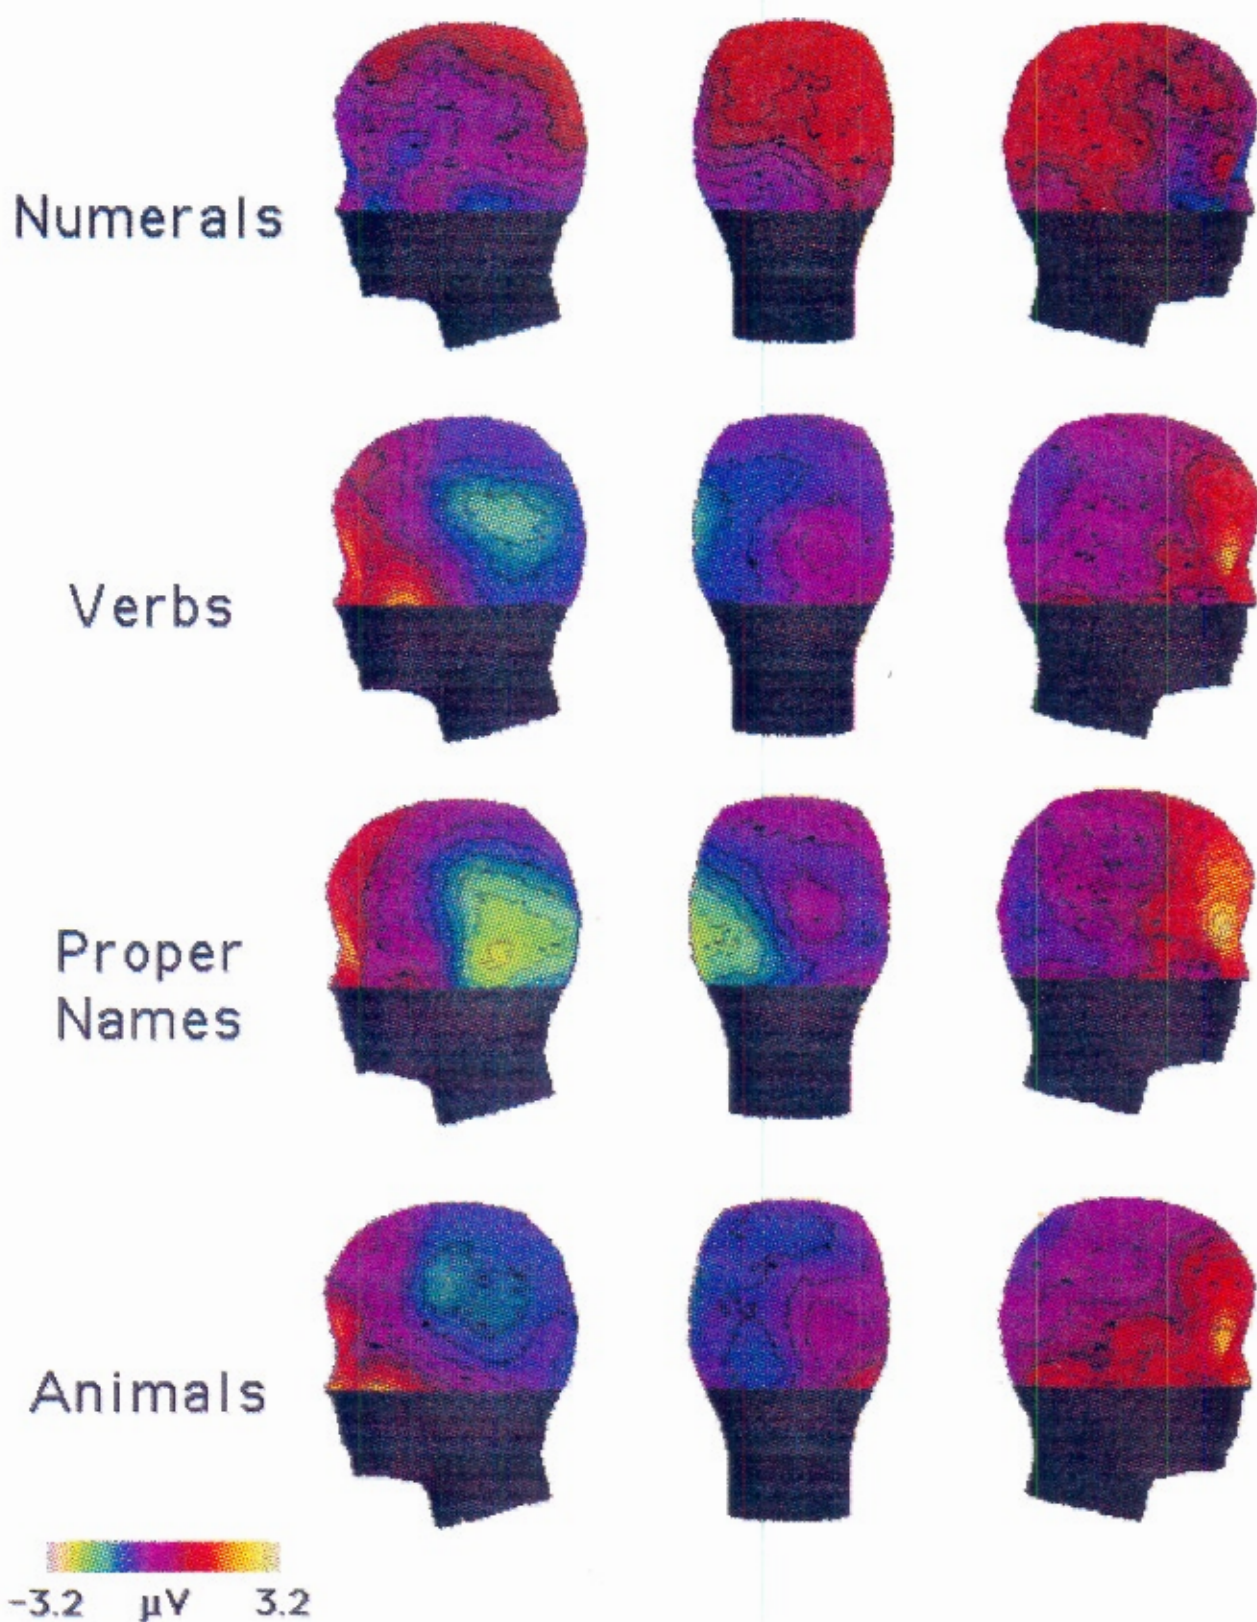 Numerals
Verbs
Proper
Names
Animals
-3.2 μV 3.2